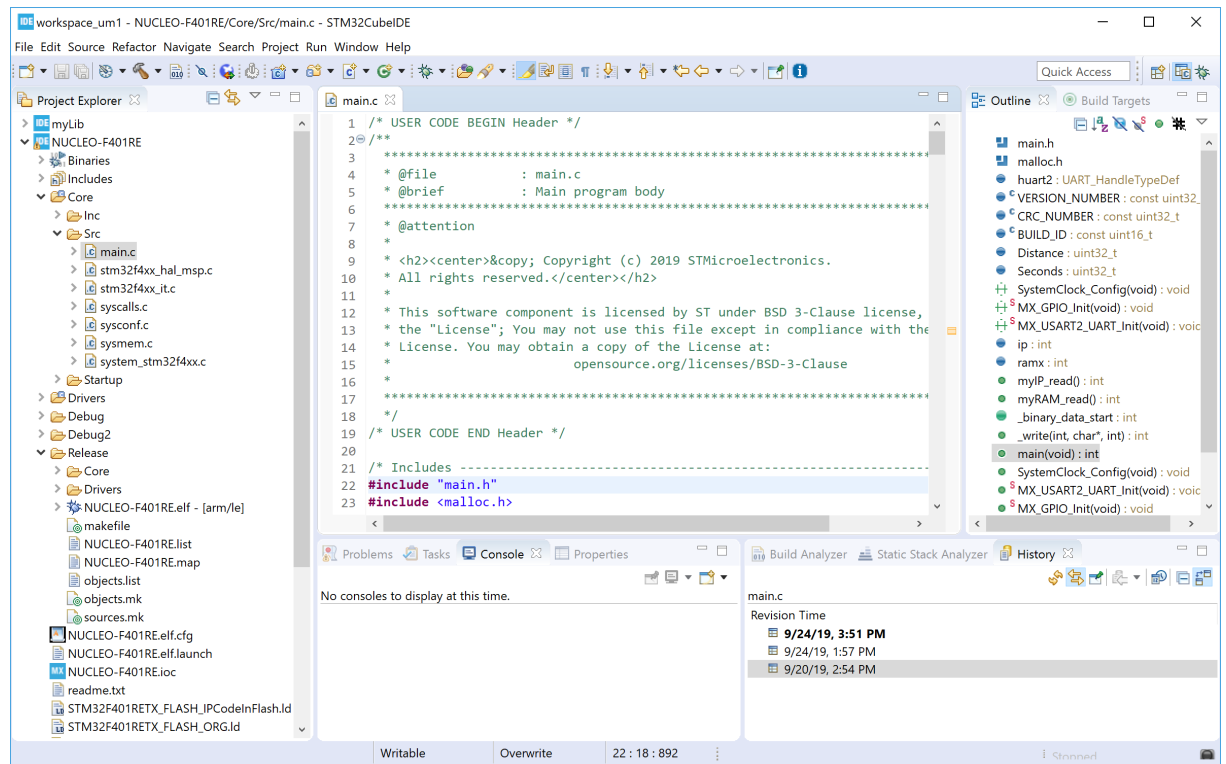 IDE workspace_um1 - NUCLEO-F401RE/Core/Src/main.c - STM32CubeIDE
File Edit Source Refactor Navigate Search Project Run Window Help
Quick Access
Project Explorer
myLib
NUCLEO-F401RE
Binaries
Includes
Core
Inc
Src
main.c
stm32f4xx_hal_msp.c
stm32f4xx_it.c
syscalls.c
sysconf.c
sysmem.c
system_stm32f4xx.c
Startup
Drivers
Debug
Debug2
Release
Core
Drivers
NUCLEO-F401RE.elf - [arm/le]
makefile
NUCLEO-F401RE.list
NUCLEO-F401RE.map
objects.list
objects.mk
sources.mk
NUCLEO-F401RE.elf.cfg
NUCLEO-F401RE.elf.launch
MX NUCLEO-F401RE.ioc
readme.txt
STM32F401RETX_FLASH_IPCodeInFlash.ld
STM32F401RETX_FLASH_ORG.ld
main.c
1 /* USER CODE BEGIN Header */
2 /**
3 ******************************************************************************
4 * @file : main.c
5 * @brief : Main program body
6 ******************************************************************************
7 * @attention
8 *
9 * <h2><center>&copy; Copyright (c) 2019 STMicroelectronics.
10 * All rights reserved.</center></h2>
11 *
12 * This software component is licensed by ST under BSD 3-Clause license,
13 * the "License"; You may not use this file except in compliance with the
14 * License. You may obtain a copy of the License at:
15 * opensource.org/licenses/BSD-3-Clause
16 *
17 ******************************************************************************
18 */
19 /* USER CODE END Header */
20
21 /* Includes --------------------------------------------------------------
22 #include "main.h"
23 #include <malloc.h>
Outline Build Targets
main.h
malloc.h
huart2 : UART_HandleTypeDef
VERSION_NUMBER : const uint32_
CRC_NUMBER : const uint32_t
BUILD_ID : const uint16_t
Distance : uint32_t
Seconds : uint32_t
SystemClock_Config(void) : void
MX_GPIO_Init(void) : void
MX_USART2_UART_Init(void) : void
ip : int
ramx : int
myIP_read() : int
myRAM_read() : int
_binary_data_start : int
_write(int, char*, int) : int
main(void) : int
SystemClock_Config(void) : void
MX_USART2_UART_Init(void) : void
MX_GPIO_Init(void) : void
Problems Tasks Console Properties
No consoles to display at this time.
Build Analyzer Static Stack Analyzer History
main.c
Revision Time
9/24/19, 3:51 PM
9/24/19, 1:57 PM
9/20/19, 2:54 PM
Writable Overwrite 22 : 18 : 892 Stopped